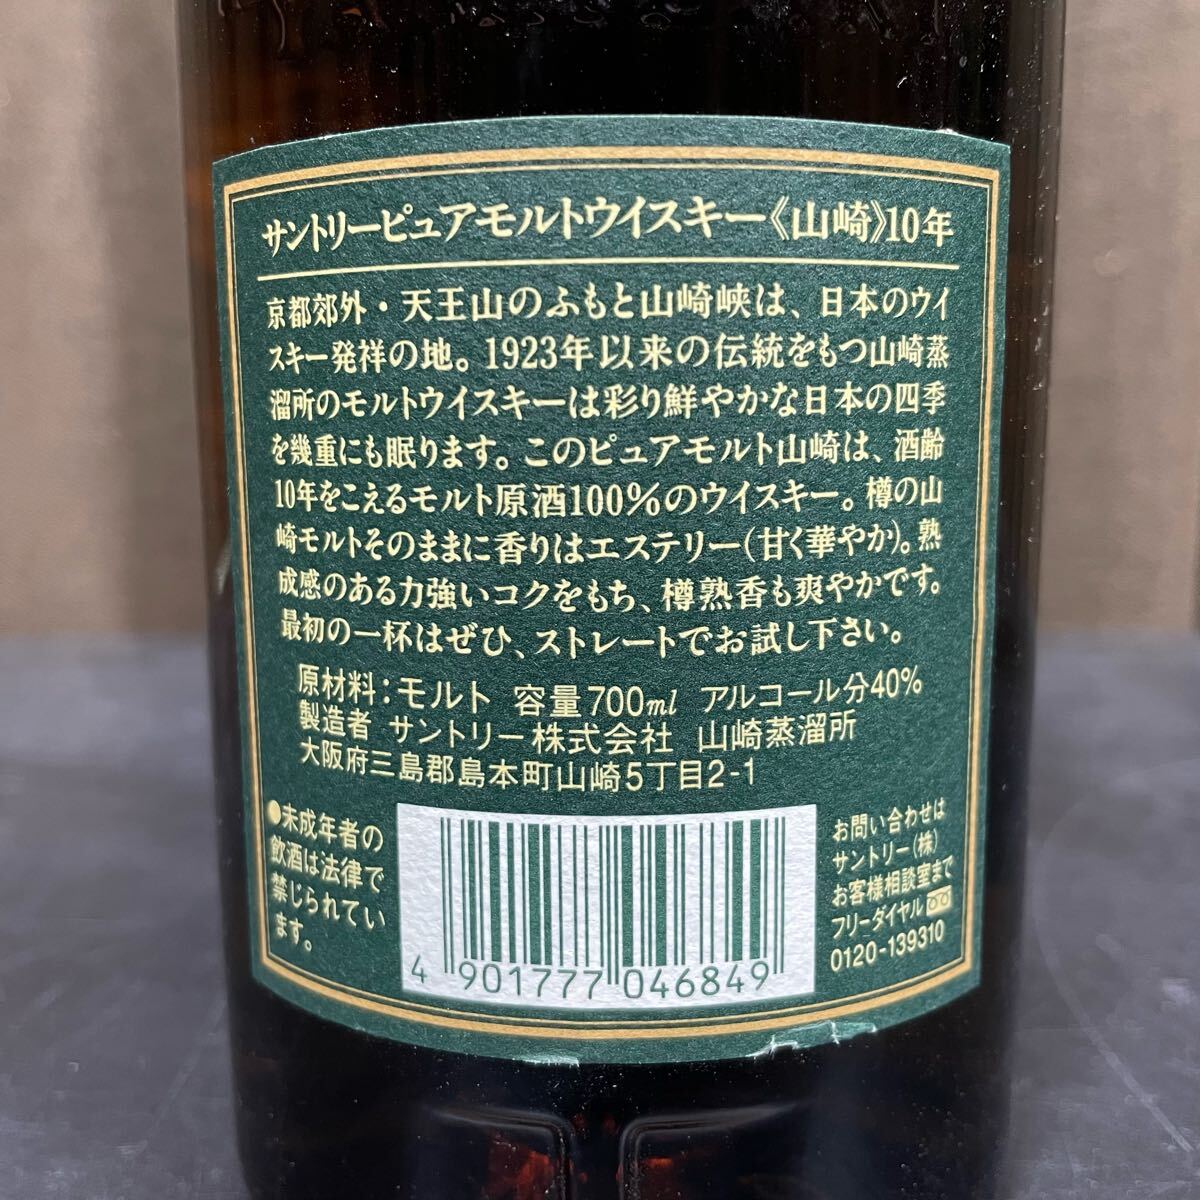 サントリーピュアモルトウイスキー《山崎》10年
京都郊外・天王山のふもと山崎峡は、日本のウイ
スキー発祥の地。1923年以来の伝統をもつ山崎蒸
溜所のモルトウイスキーは彩り鮮やかな日本の四季
を幾重にも眠ります。このピュアモルト山崎は、酒齢
10年をこえるモルト原酒100%のウイスキー。樽の山
崎モルトそのままに香りはエステリー(甘く華やか)。熟
成感のある力強いコクをもち、樽熟香も爽やかです。
最初の一杯はぜひ、ストレートでお試し下さい。
原材料:モルト 容量700ml アルコール分40%
製造者 サントリー株式会社 山崎蒸溜所
大阪府三島郡島本町山崎5丁目2-1
●未成年者の
飲酒は法律で
禁じられてい
ます。
4 901777 046849
お問い合わせは
サントリー(株)
お客様相談室まで
フリーダイヤル
0120-139310